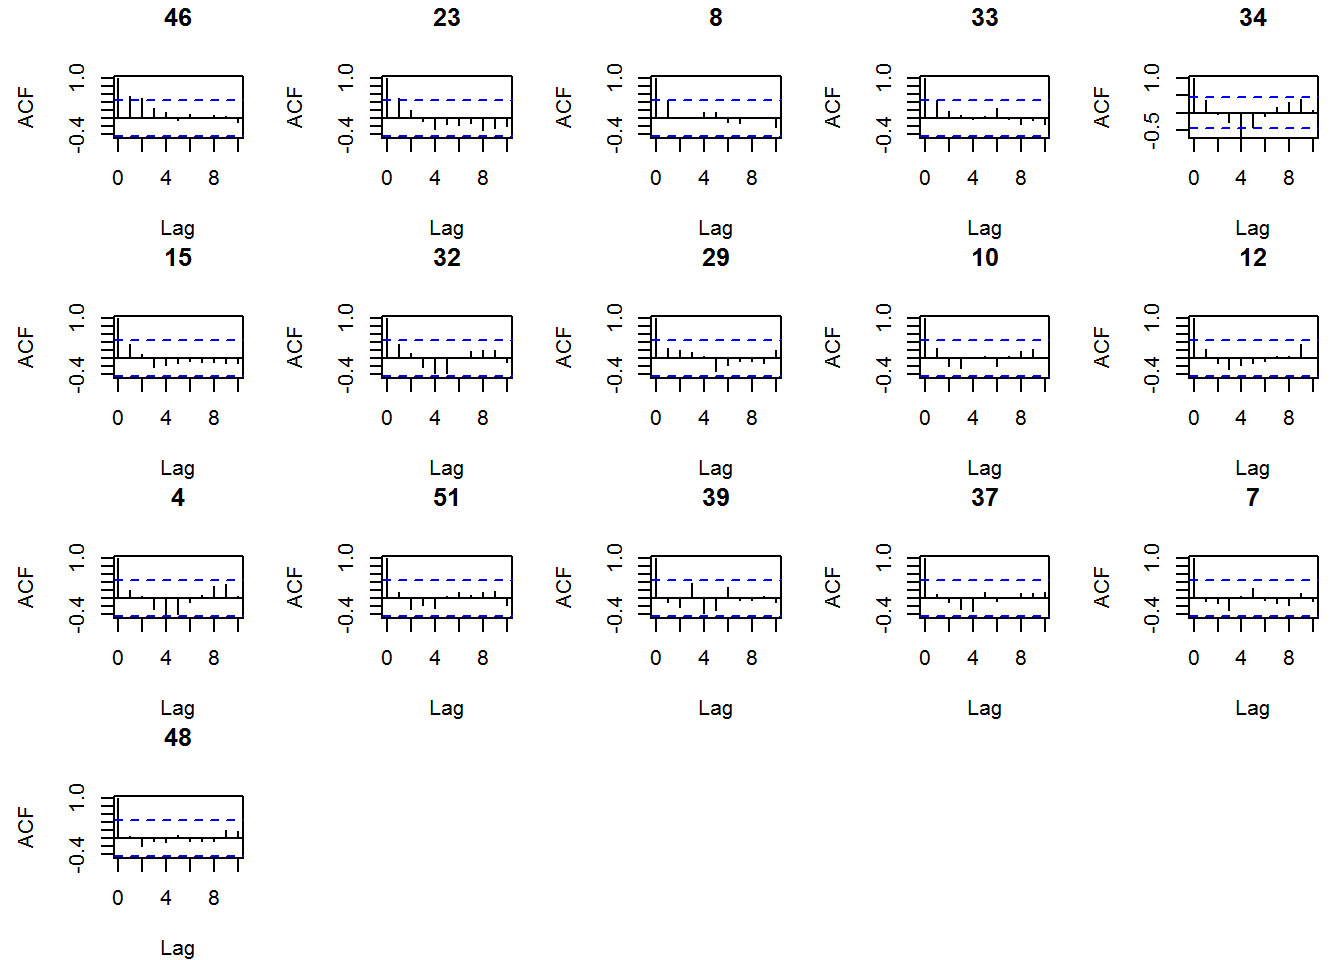 46 23 8 33 34
ACF 1.0 -0.4 ACF 1.0 -0.4 ACF 1.0 -0.4 ACF 1.0 -0.4 ACF 1.0 -0.5
0 4 8 0 4 8 0 4 8 0 4 8 0 4 8
Lag Lag Lag Lag Lag
15 32 29 10 12
ACF 1.0 -0.4 ACF 1.0 -0.4 ACF 1.0 -0.4 ACF 1.0 -0.4 ACF 1.0 -0.4
0 4 8 0 4 8 0 4 8 0 4 8 0 4 8
Lag Lag Lag Lag Lag
4 51 39 37 7
ACF 1.0 -0.4 ACF 1.0 -0.4 ACF 1.0 -0.4 ACF 1.0 -0.4 ACF 1.0 -0.4
0 4 8 0 4 8 0 4 8 0 4 8 0 4 8
Lag Lag Lag Lag Lag
48
ACF 1.0 -0.4
0 4 8
Lag